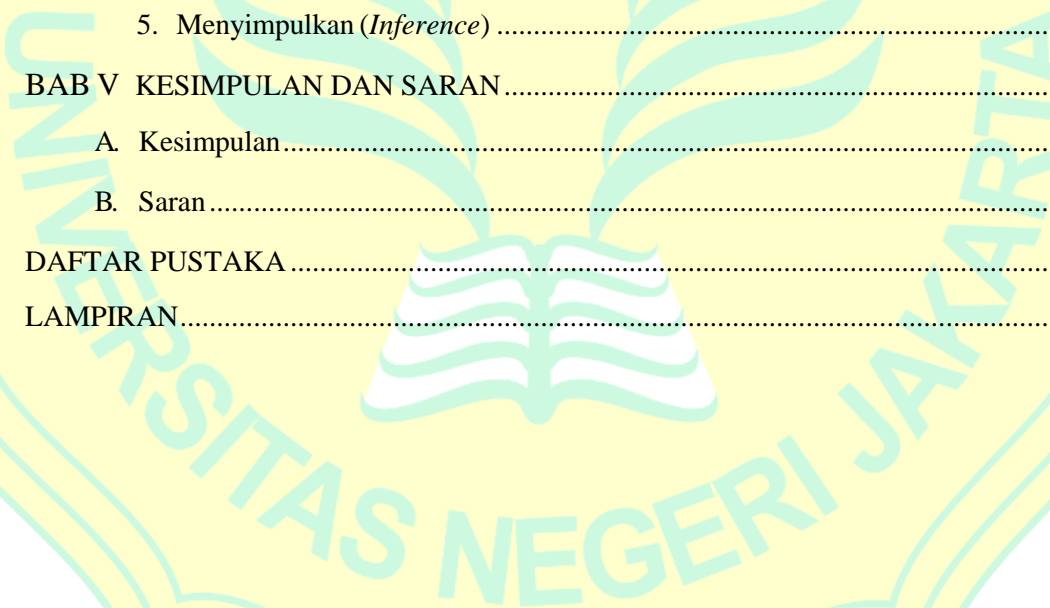 5. Menyimpulkan (Inference) ..........................................................................
BAB V KESIMPULAN DAN SARAN ..........................................................................
A. Kesimpulan ..........................................................................
B. Saran ..........................................................................
DAFTAR PUSTAKA ..........................................................................
LAMPIRAN ..........................................................................
UNIVERSITAS NEGERI JAKARTA